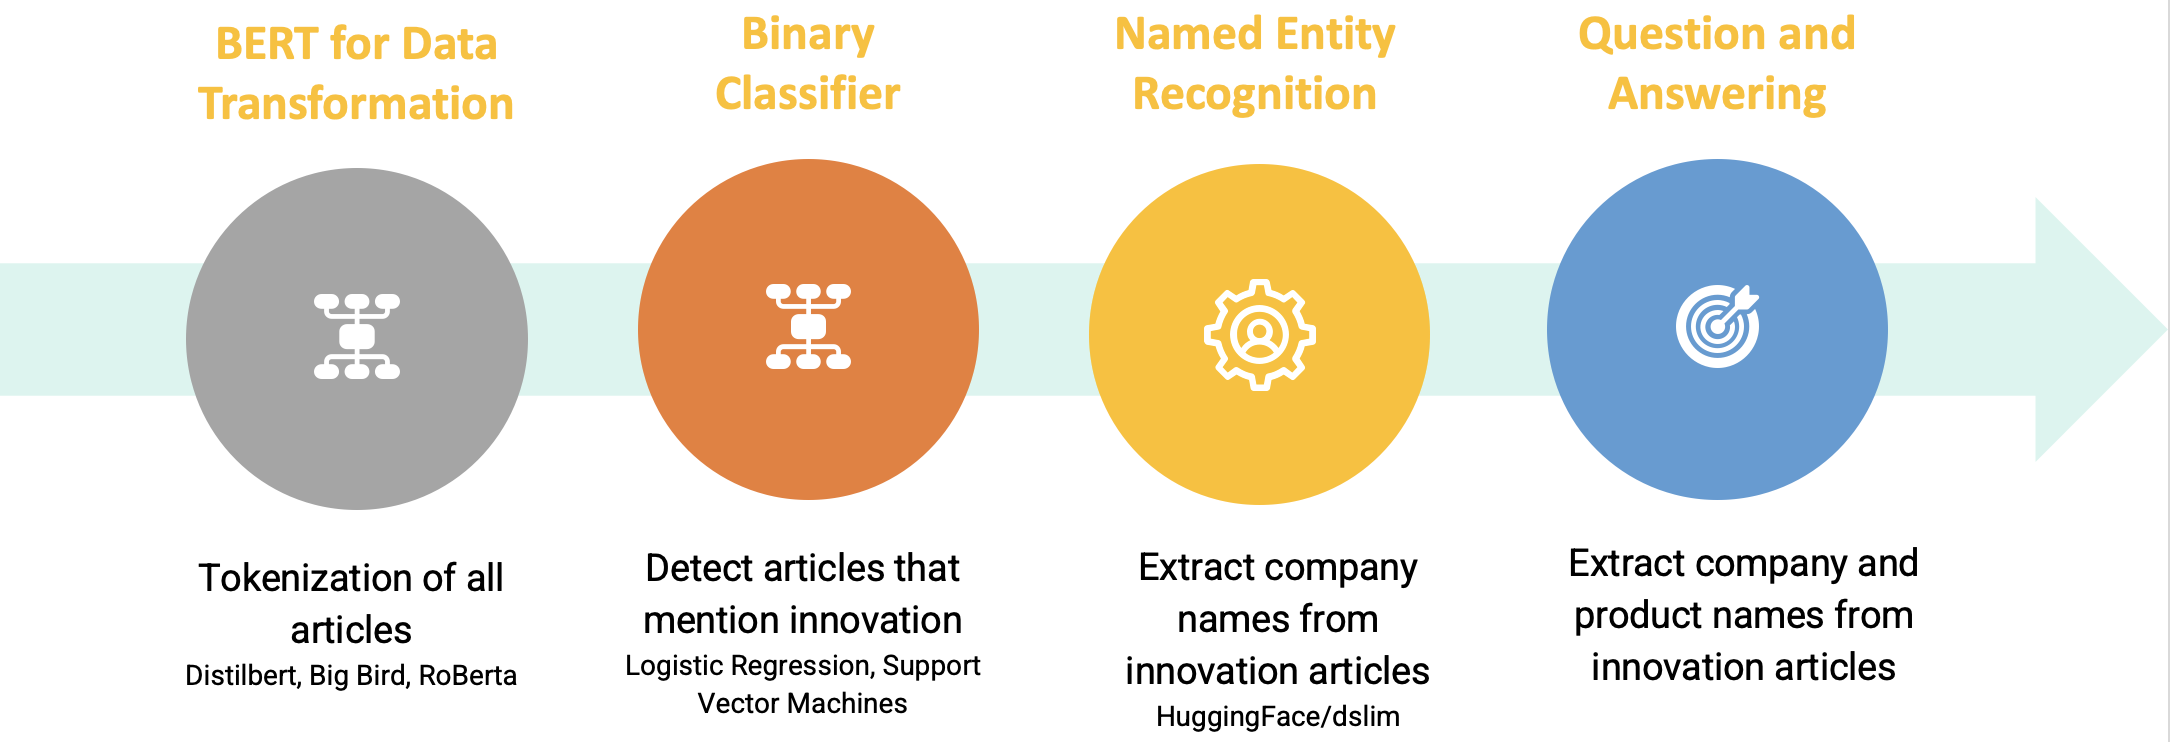 BERT for Data
Transformation
Binary
Classifier
Named Entity
Recognition
Question and
Answering
Tokenization of all
articles
Distilbert, Big Bird, RoBerta
Detect articles that
mention innovation
Logistic Regression, Support
Vector Machines
Extract company
names from
innovation articles
HuggingFace/dslim
Extract company and
product names from
innovation articles